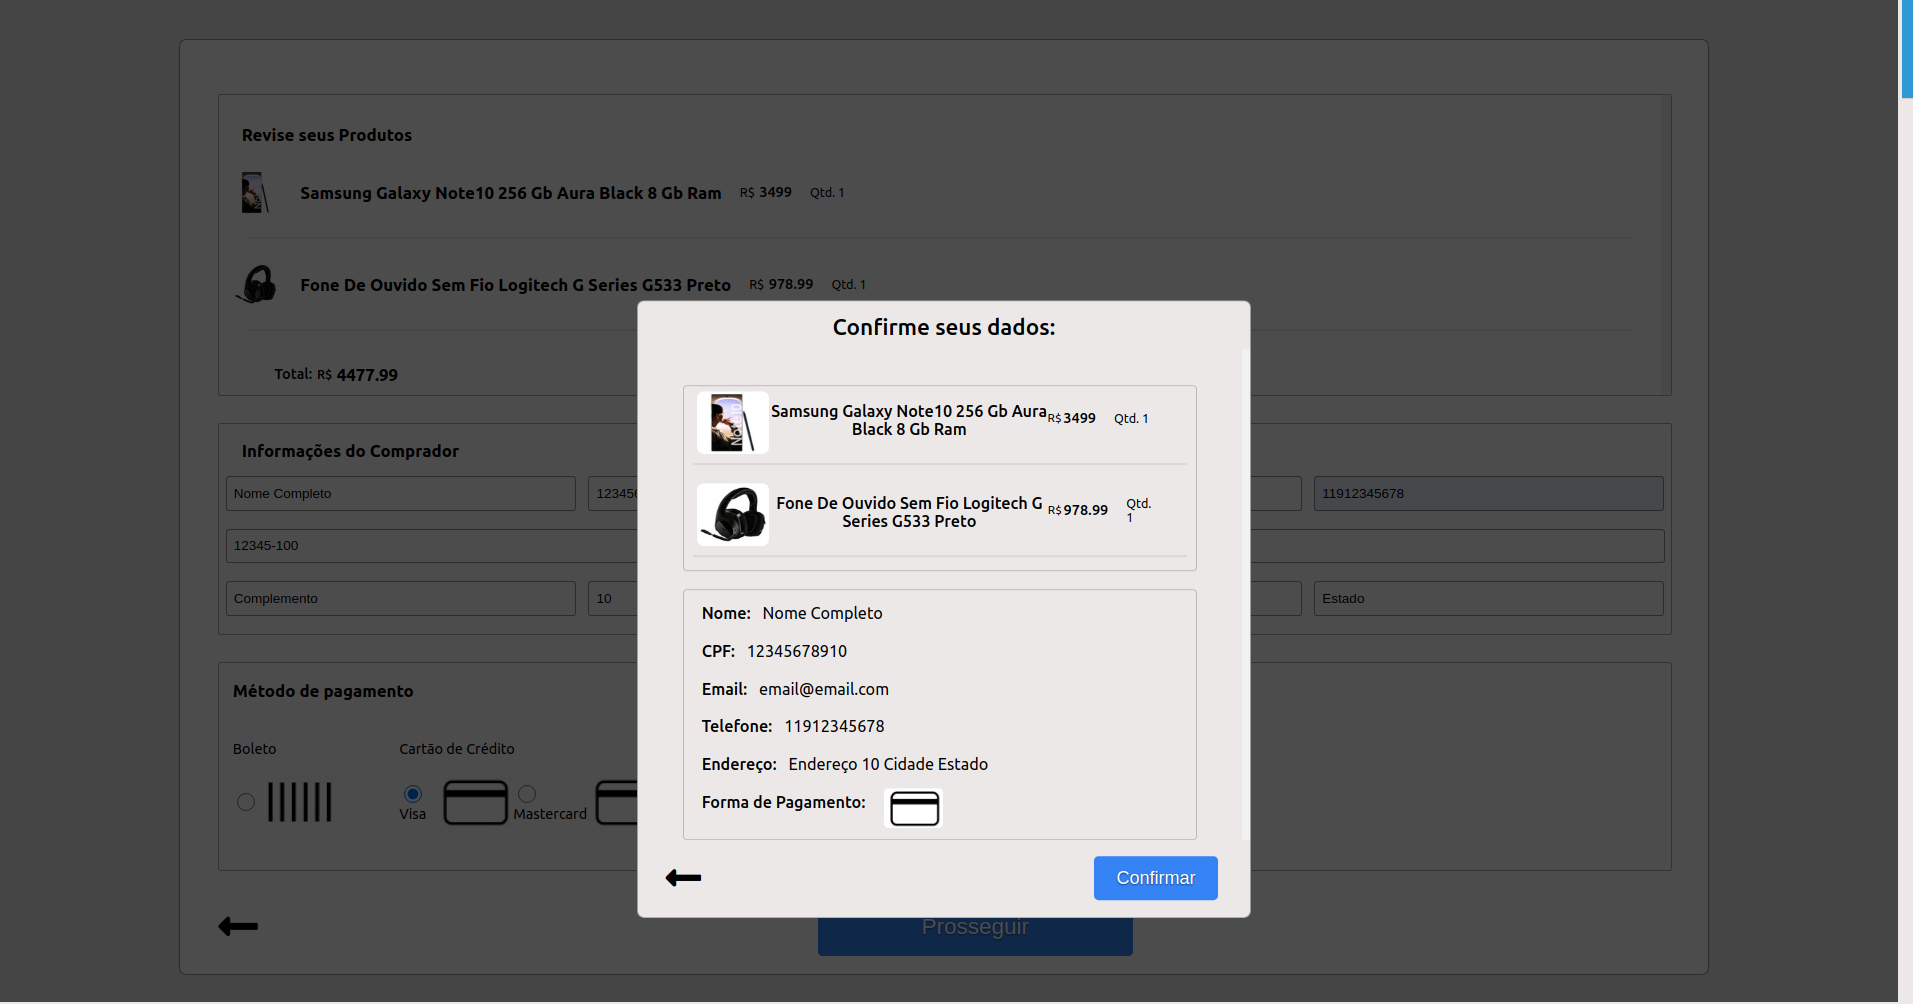 Revise seus Produtos
Samsung Galaxy Note10 256 Gb Aura Black 8 Gb Ram R$ 3499 Qtd. 1
Fone De Ouvido Sem Fio Logitech G Series G533 Preto R$ 978.99 Qtd. 1
Total: R$ 4477.99
Informações do Comprador
Nome Completo
11912345678
12345-100
Complemento
10
Estado
Método de pagamento
Boleto
Cartão de Crédito
Visa
Mastercard
Prosseguir
Confirme seus dados:
Note10
Samsung Galaxy Note10 256 Gb Aura
Black 8 Gb Ram
R$ 3499 Qtd. 1
Fone De Ouvido Sem Fio Logitech G
Series G533 Preto
R$ 978.99 Qtd.
1
Nome: Nome Completo
CPF: 12345678910
Email: email@email.com
Telefone: 11912345678
Endereço: Endereço 10 Cidade Estado
Forma de Pagamento:
Confirmar